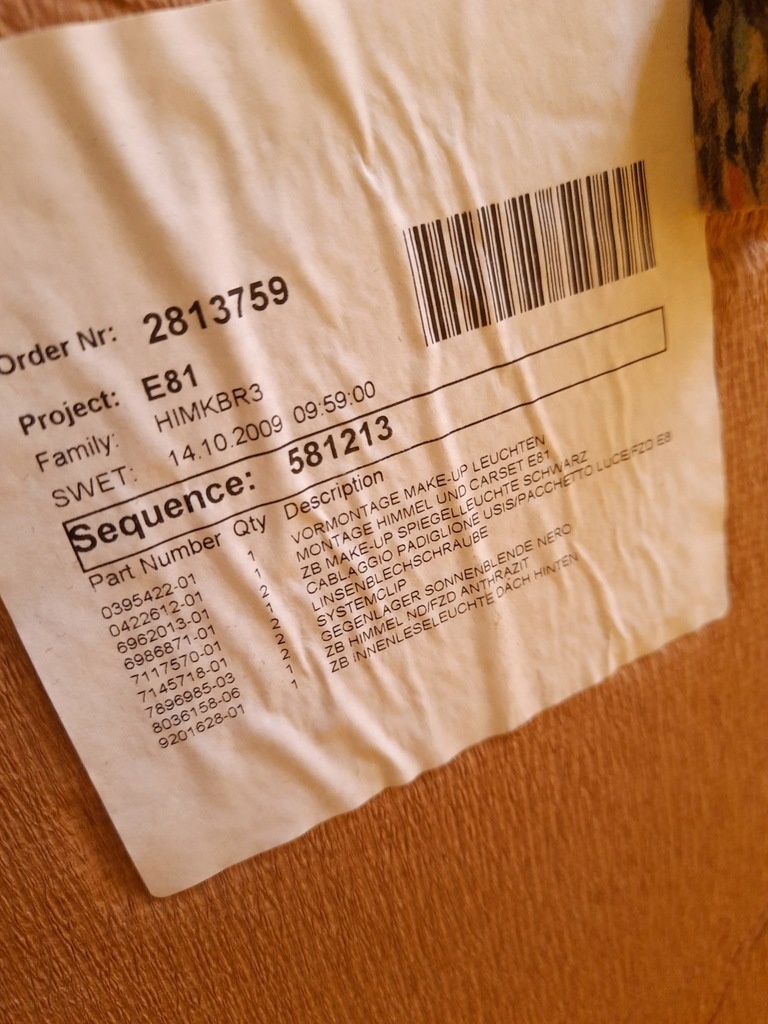 Order Nr: 2813759
Project: E81
Family: HIMKBR3
SWET: 14.10.2009 09:59:00
Sequence: 581213
Part Number Qty Description
0395422-01 1 VORMONTAGE MAKE-UP LEUCHTEN
0422612-01 1 MONTAGE HIMMEL UND CARSET E81
6962013-01 2 ZB MAKE-UP SPIEGELLEUCHTE SCHWARZ
6986871-01 1 CABLAGGIO PADIGLIONE USIS/PACCHETTO LUCE/FZD E8
7117570-01 2 LINSENBLECHSCHRAUBE
7145718-01 2 SYSTEMCLIP
7896985-03 2 GEGENLAGER SONNENBLENDE NERO
8036158-06 1 ZB HIMMEL ND/FZD ANTHRAZIT
9201628-01 1 ZB INNENLESELEUCHTE DACH HINTEN